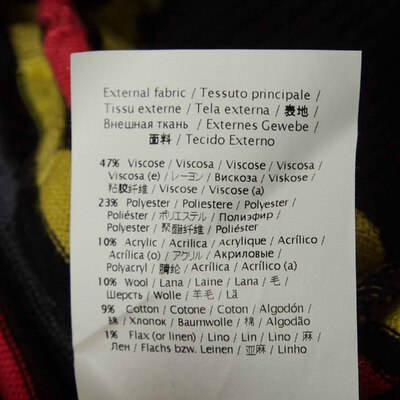 External fabric / Tessuto principale /
Tissu externe / Tela externa / 表地 /
Внешная ткань / Externes Gewebe /
面料 / Tecido Externo
47% Viscose / Viscosa / Viscose / Viscosa /
Viscosa (e) / レーヨン / Вискоза / Viskose /
粘胶纤维 / Viscose / Viscose (a)
23% Polyester / Poliestere / Polyester /
Poliéster / ポリエステル / Полиэфир /
Polyester / 聚酯纤维 / Poliéster
10% Acrylic / Acrilica / Acrylique / Acrílico /
Acrílica (o) / アクリル / Акриловые /
Polyacryl / 腈纶 / Acrílica / Acrílico (a)
10% Wool / Lana / Laine / Lana / 毛 /
Шерсть / Wolle / 羊毛 / Lã
9% Cotton / Cotone / Coton / Algodón /
綿 / Хлопок / Baumwolle / 棉 / Algodão
1% Flax (or linen) / Lino / Lin / Lino / 麻 /
Лен / Flachs bzw. Leinen / 亚麻 / Linho